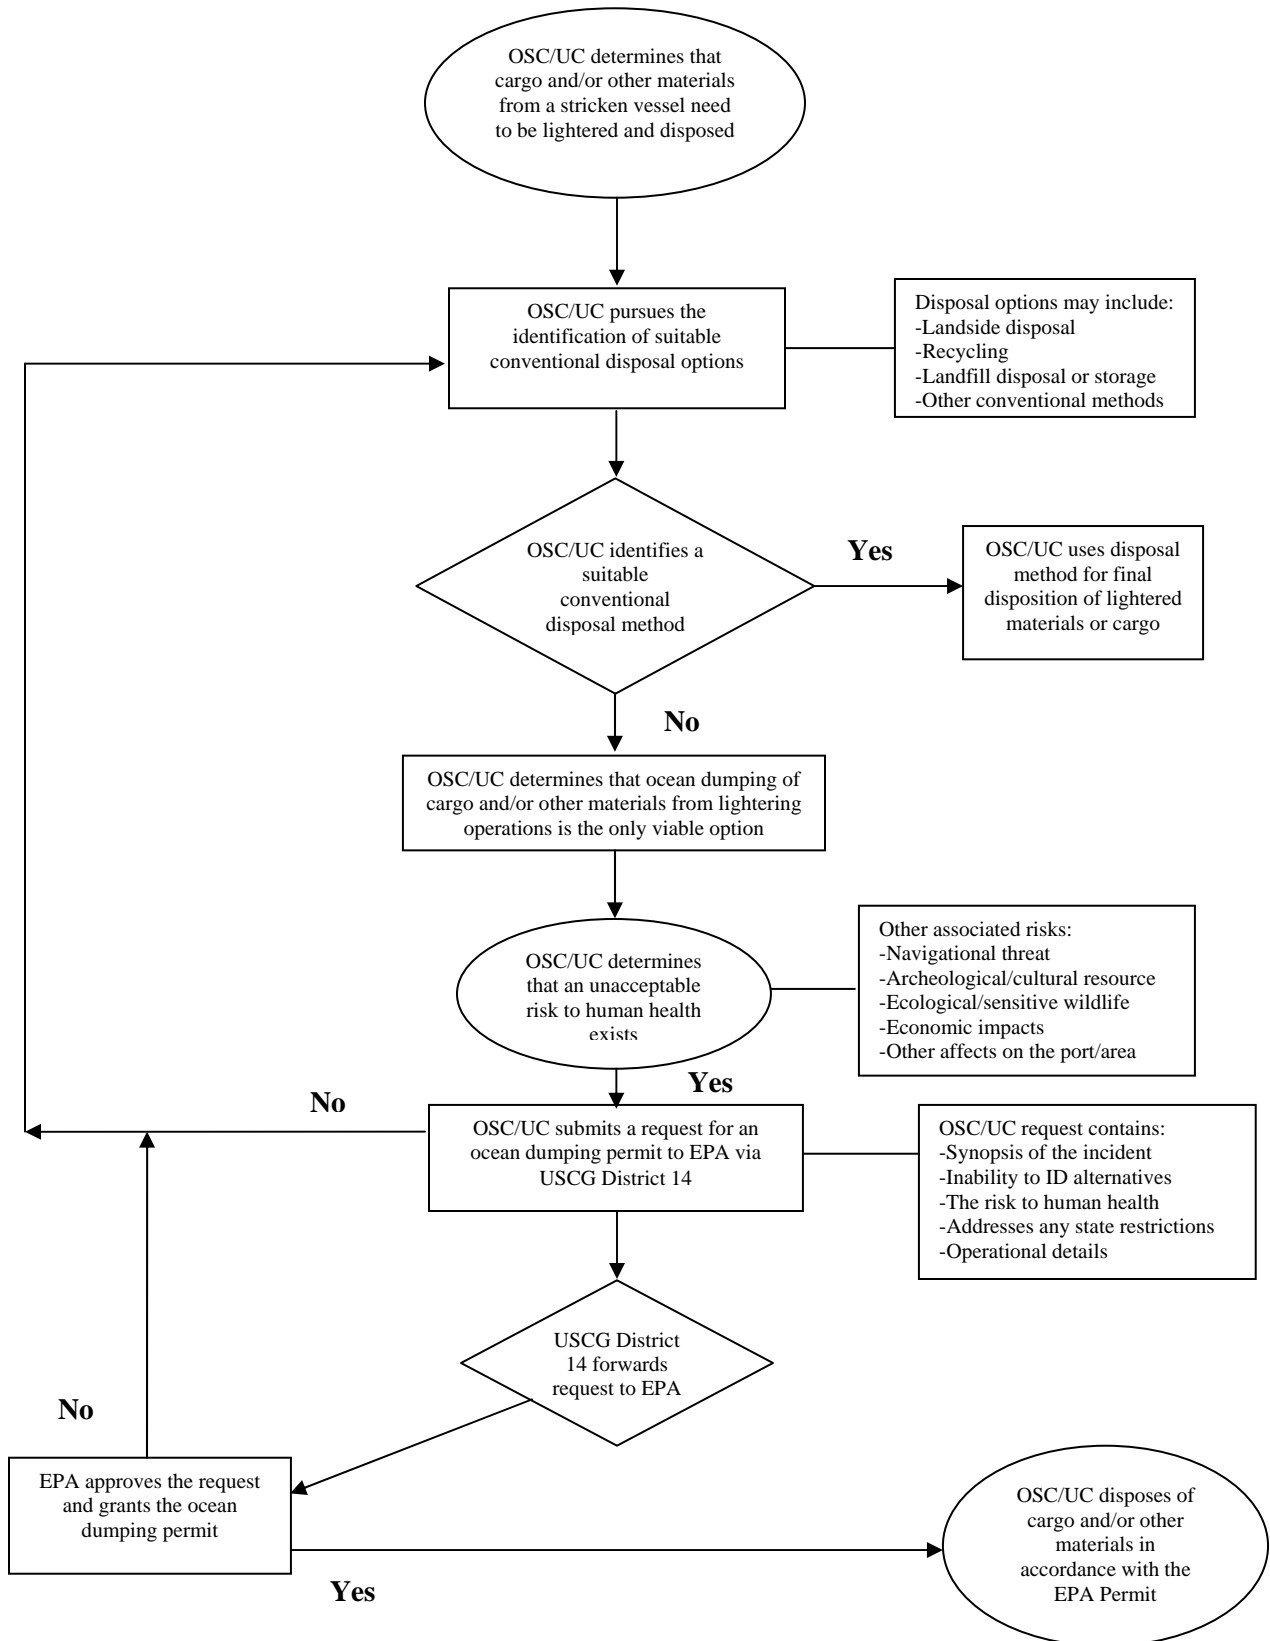 OSC/UC determines that
cargo and/or other materials
from a stricken vessel need
to be lightered and disposed
OSC/UC pursues the
identification of suitable
conventional disposal options
Disposal options may include:
-Landside disposal
-Recycling
-Landfill disposal or storage
-Other conventional methods
OSC/UC identifies a
suitable
conventional
disposal method
Yes
OSC/UC uses disposal
method for final
disposition of lightered
materials or cargo
No
OSC/UC determines that ocean dumping of
cargo and/or other materials from lightering
operations is the only viable option
OSC/UC determines
that an unacceptable
risk to human health
exists
Other associated risks:
-Navigational threat
-Archeological/cultural resource
-Ecological/sensitive wildlife
-Economic impacts
-Other affects on the port/area
Yes
No
OSC/UC submits a request for an
ocean dumping permit to EPA via
USCG District 14
OSC/UC request contains:
-Synopsis of the incident
-Inability to ID alternatives
-The risk to human health
-Addresses any state restrictions
-Operational details
USCG District
14 forwards
request to EPA
No
EPA approves the request
and grants the ocean
dumping permit
Yes
OSC/UC disposes of
cargo and/or other
materials in
accordance with the
EPA Permit